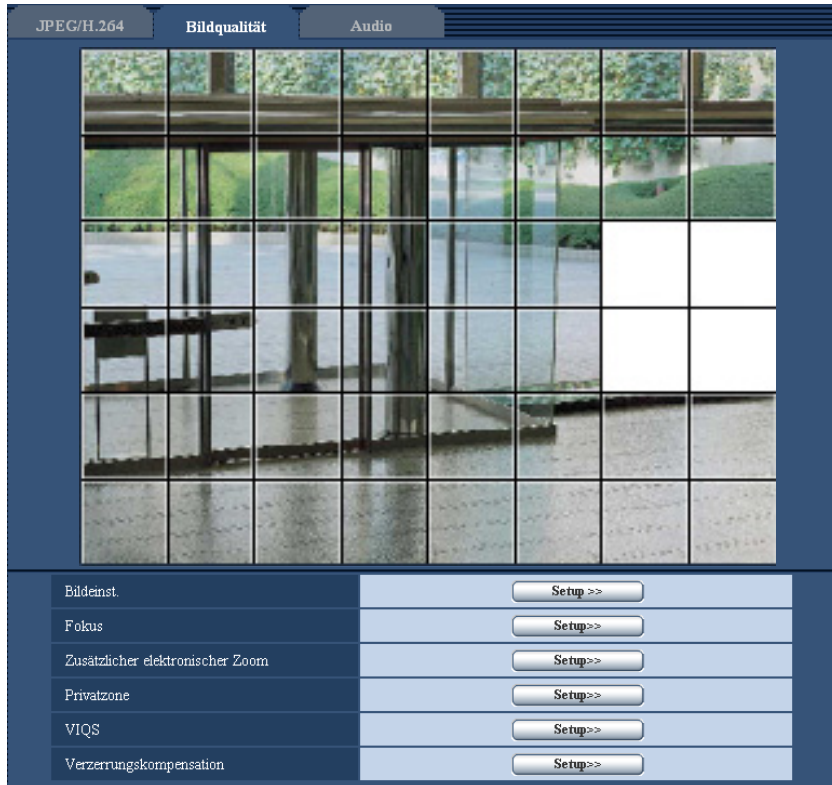 JPEG/H.264 Bildqualität Audio
Bildeinst. Setup >>
Fokus Setup>>
Zusätzlicher elektronischer Zoom Setup>>
Privatzone Setup>>
VIQS Setup>>
Verzerrungskompensation Setup>>